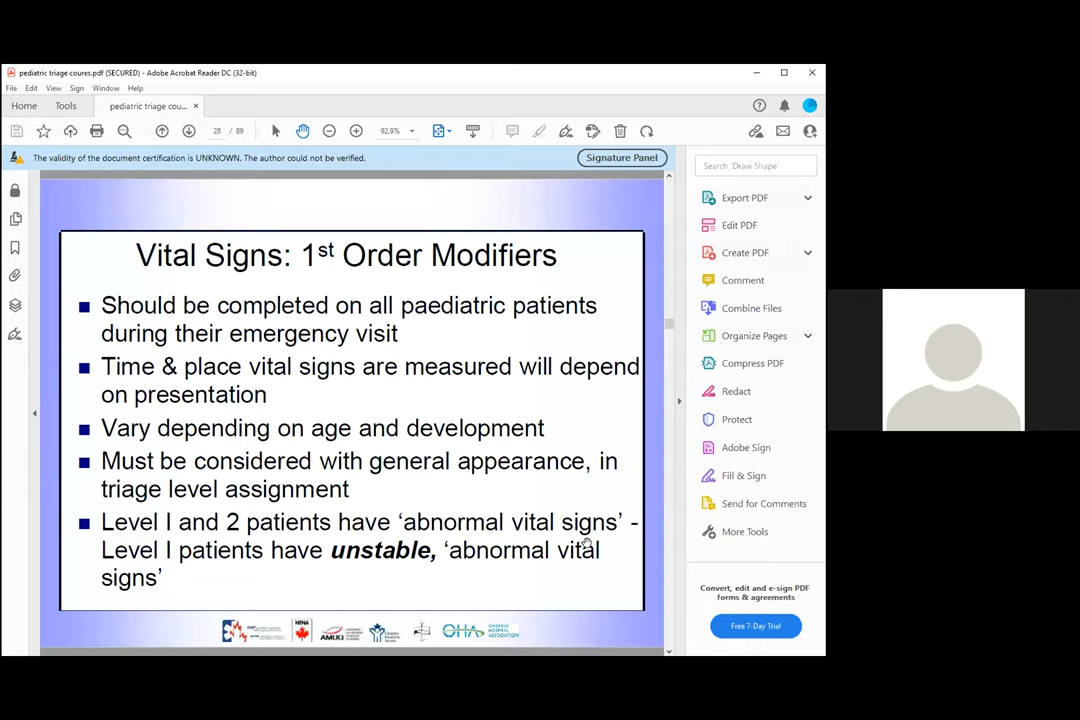 pediatric triage coures.pdf (SECURED) - Adobe Acrobat Reader DC (32-bit)
File Edit View Sign Window Help
Home Tools pediatric triage cou... ×
28 / 89 92.9%
The validity of the document certification is UNKNOWN. The author could not be verified.
Signature Panel
Vital Signs: 1st Order Modifiers
Should be completed on all paediatric patients
during their emergency visit
Time & place vital signs are measured will depend
on presentation
Vary depending on age and development
Must be considered with general appearance, in
triage level assignment
Level I and 2 patients have ‘abnormal vital signs’ -
Level I patients have unstable, ‘abnormal vital
signs’
NENA
AMUQ
OHA
ONTARIO
HOSPITAL
ASSOCIATION
Search 'Draw Shape'
Export PDF
Edit PDF
Create PDF
Comment
Combine Files
Organize Pages
Compress PDF
Redact
Protect
Adobe Sign
Fill & Sign
Send for Comments
More Tools
Convert, edit and e-sign PDF
forms & agreements
Free 7-Day Trial